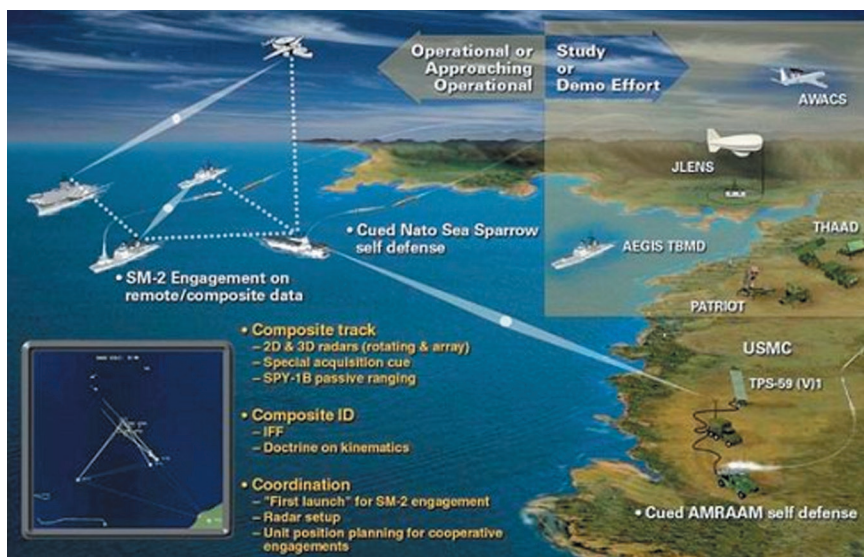 Operational or
Approaching
Operational
Study
or
Demo Effort
AWACS
JLENS
THAAD
AEGIS TBMD
PATRIOT
• Cued Nato Sea Sparrow
self defense
• SM-2 Engagement on
remote/composite data
USMC
TPS-59 (V)1
• Cued AMRAAM self defense
• Composite track
– 2D & 3D radars (rotating & array)
– Special acquisition cue
– SPY-1B passive ranging
• Composite ID
– IFF
– Doctrine on kinematics
• Coordination
– "First launch" for SM-2 engagement
– Radar setup
– Unit position planning for cooperative
engagements